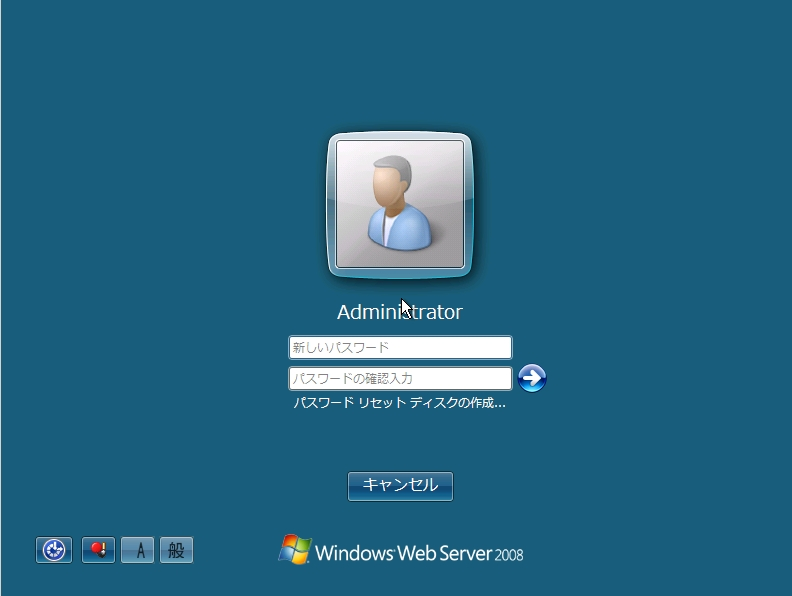 Administrator
新しいパスワード
パスワードの確認入力
パスワード リセット ディスクの作成...
キャンセル
A 般
Windows Web Server 2008